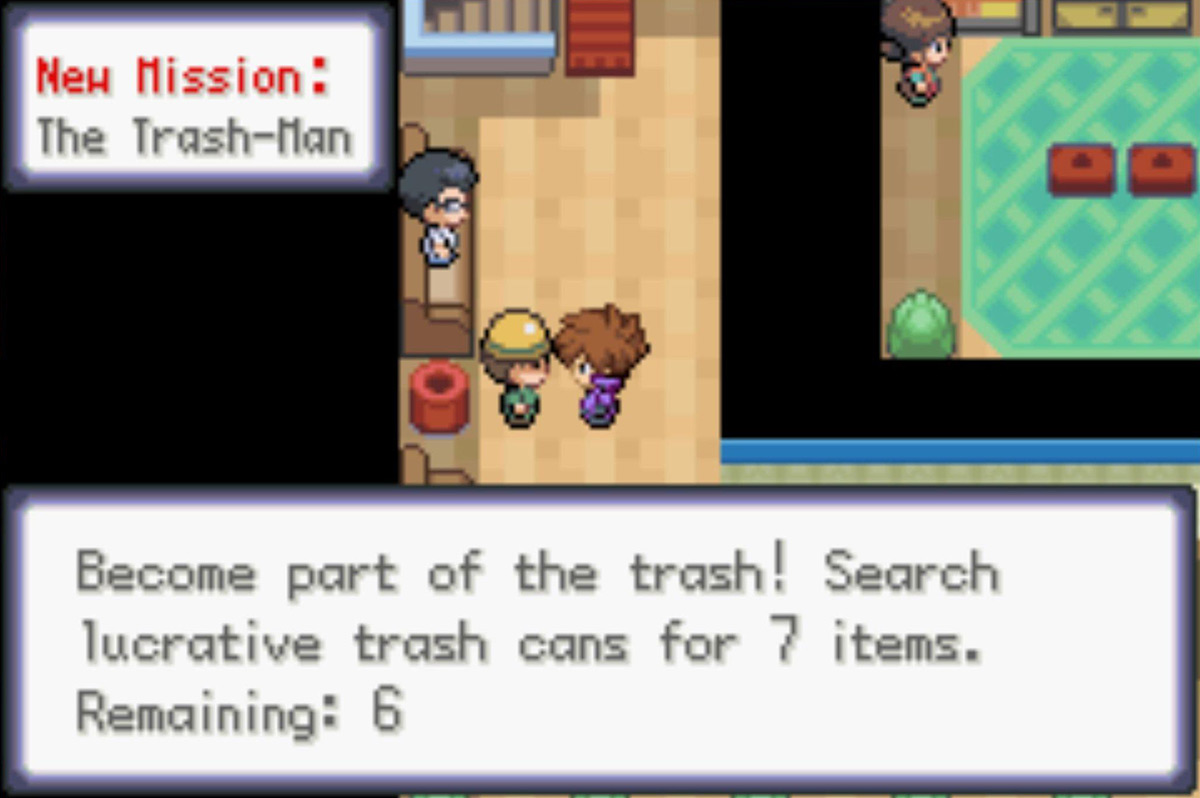 New Mission:
The Trash-Man
Become part of the trash! Search
lucrative trash cans for 7 items.
Remaining: 6